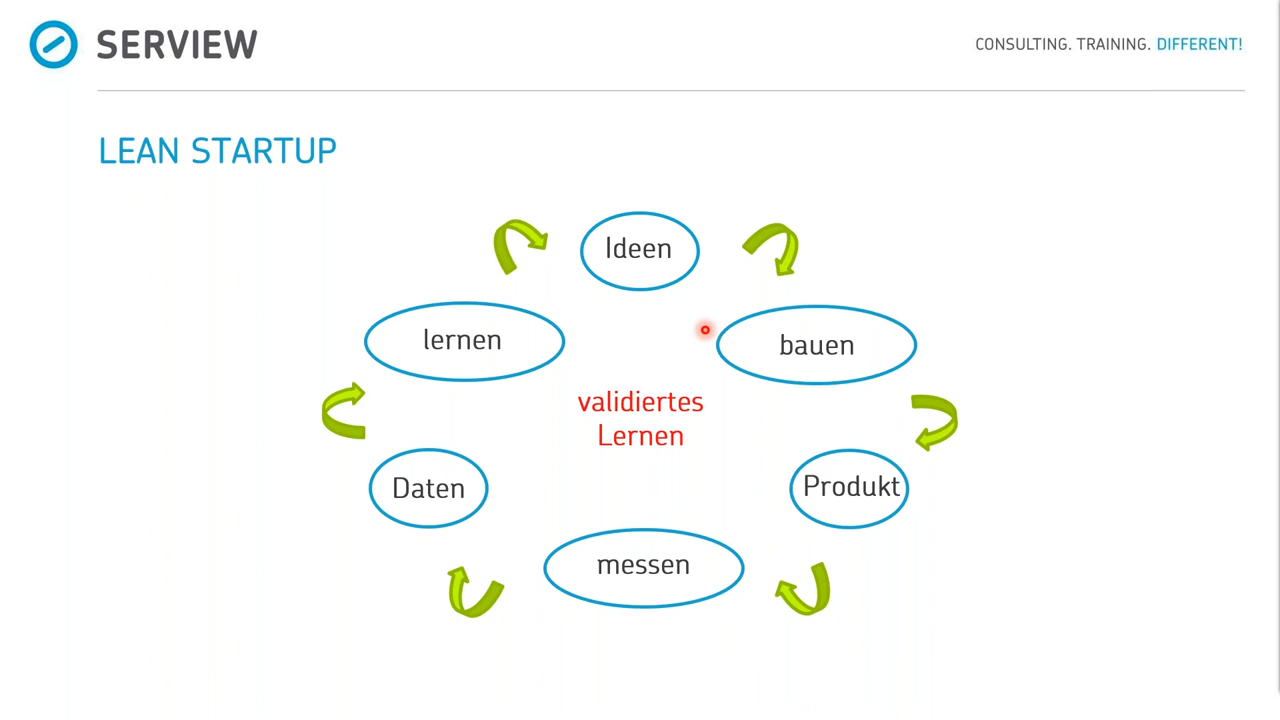 SERVIEW
CONSULTING. TRAINING. DIFFERENT!
LEAN STARTUP
Ideen
lernen
bauen
validiertes
Lernen
Daten
Produkt
messen